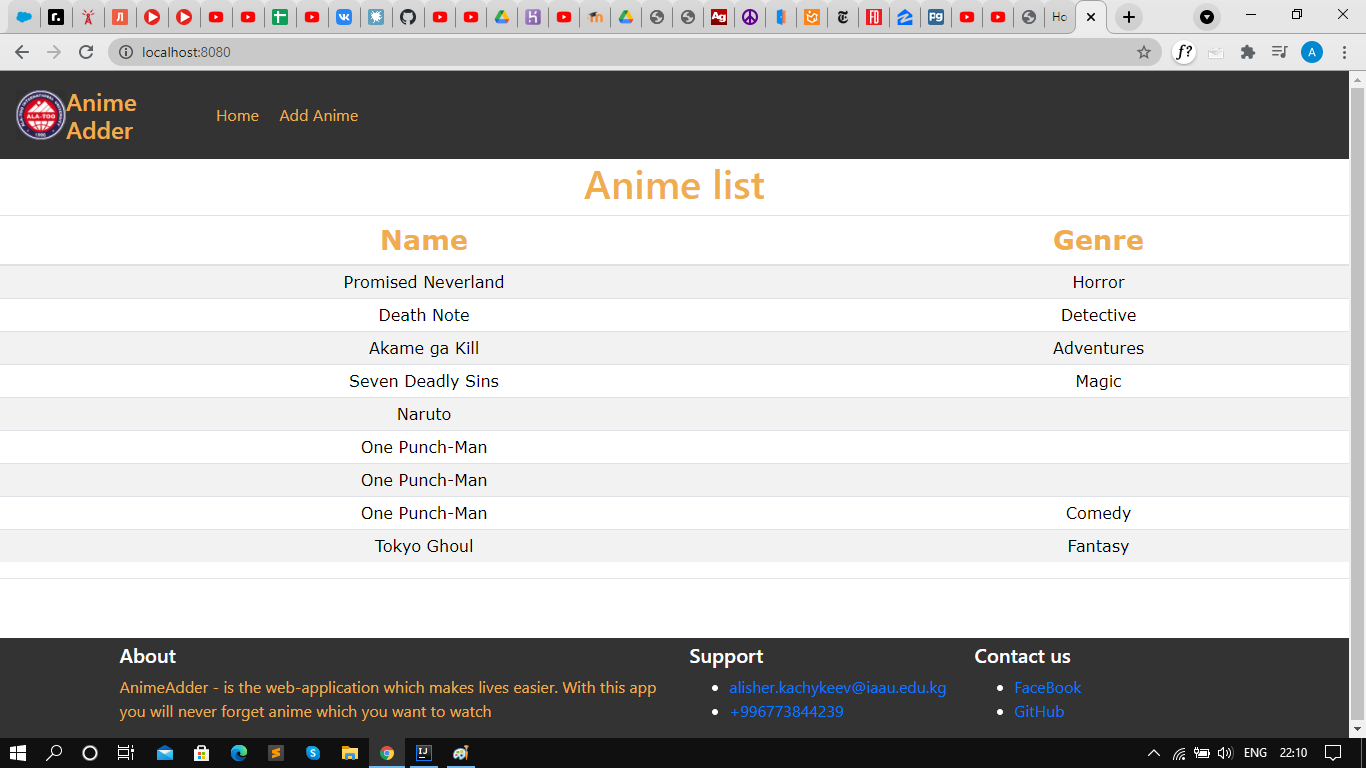 Ho
localhost:8080
f?
A
ALA-TOO
Anime
Adder
Home
Add Anime
Anime list
Name
Genre
Promised Neverland
Horror
Death Note
Detective
Akame ga Kill
Adventures
Seven Deadly Sins
Magic
Naruto
One Punch-Man
One Punch-Man
One Punch-Man
Comedy
Tokyo Ghoul
Fantasy
About
AnimeAdder - is the web-application which makes lives easier. With this app
you will never forget anime which you want to watch
Support
alisher.kachykeev@iaau.edu.kg
+996773844239
Contact us
FaceBook
GitHub
ENG
22:10